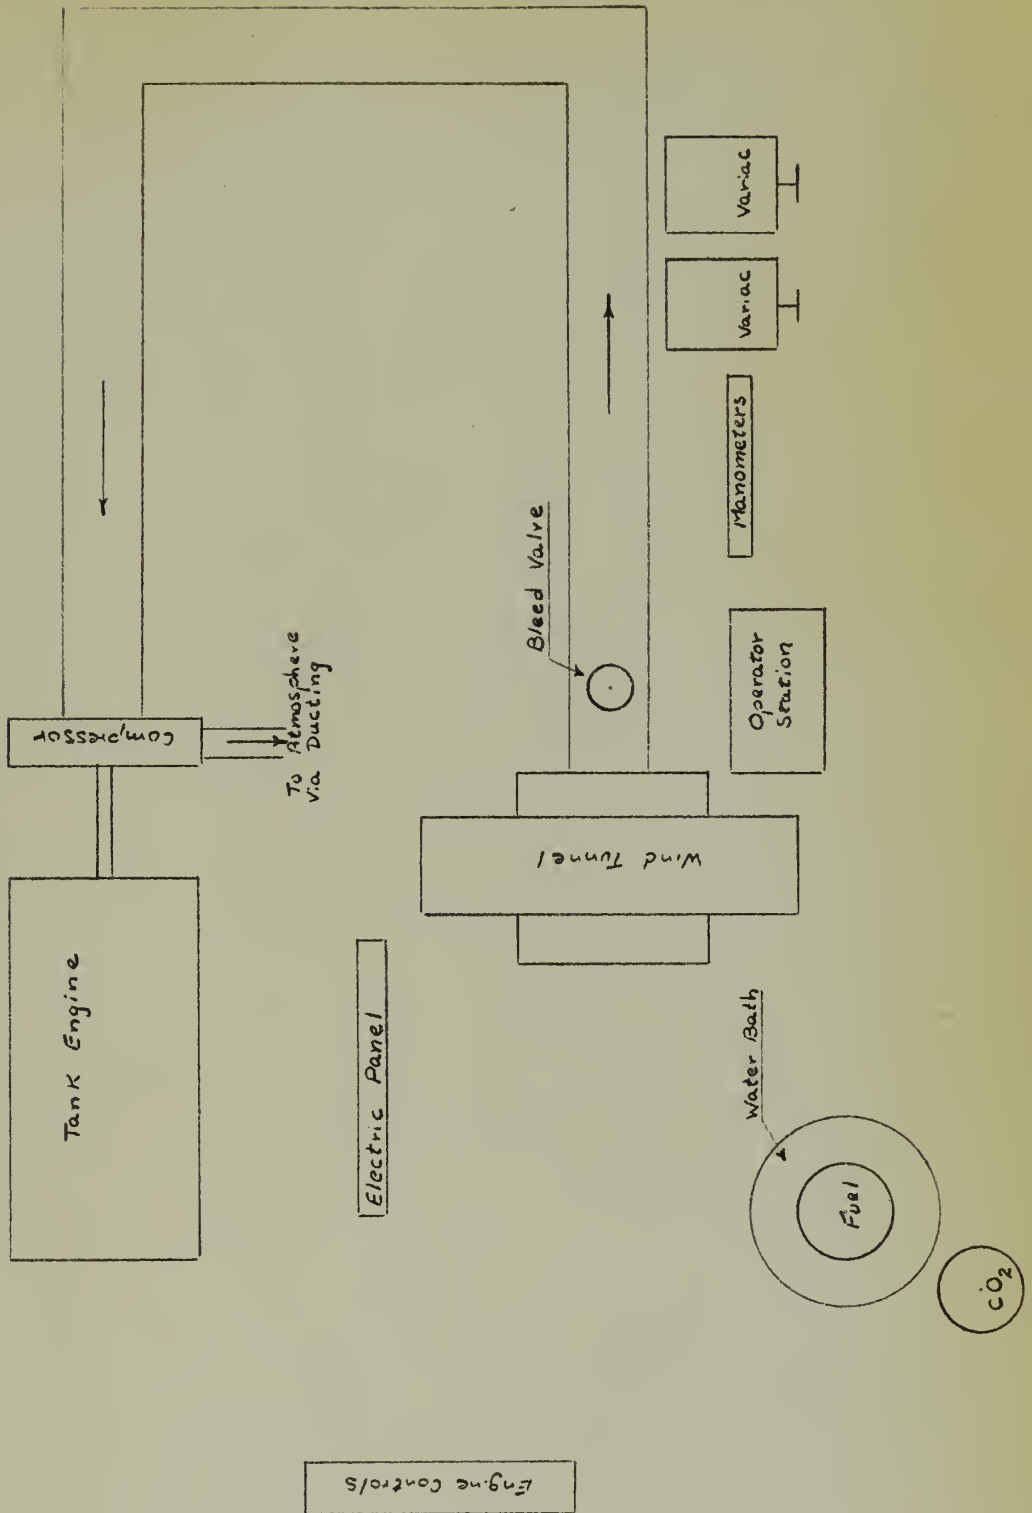 Tank Engine
Compressor
To Atmosphere
Via Ducting
Electric Panel
Engine Controls
Wind Tunnel
Bleed Valve
Water Bath
Fuel
CO2
Operator
Station
Manometers
Variac
Variac